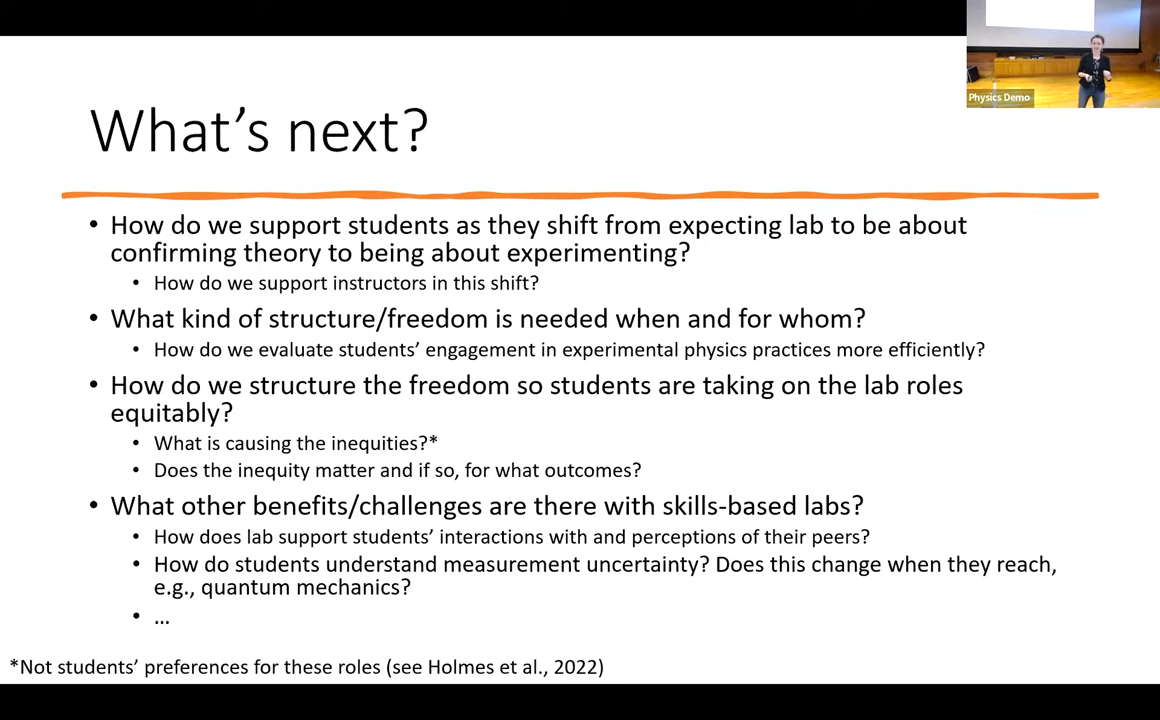 Physics Demo
What's next?
• How do we support students as they shift from expecting lab to be about
confirming theory to being about experimenting?
• How do we support instructors in this shift?
• What kind of structure/freedom is needed when and for whom?
• How do we evaluate students' engagement in experimental physics practices more efficiently?
• How do we structure the freedom so students are taking on the lab roles
equitably?
• What is causing the inequities?*
• Does the inequity matter and if so, for what outcomes?
• What other benefits/challenges are there with skills-based labs?
• How does lab support students' interactions with and perceptions of their peers?
• How do students understand measurement uncertainty? Does this change when they reach,
e.g., quantum mechanics?
• ...
*Not students' preferences for these roles (see Holmes et al., 2022)